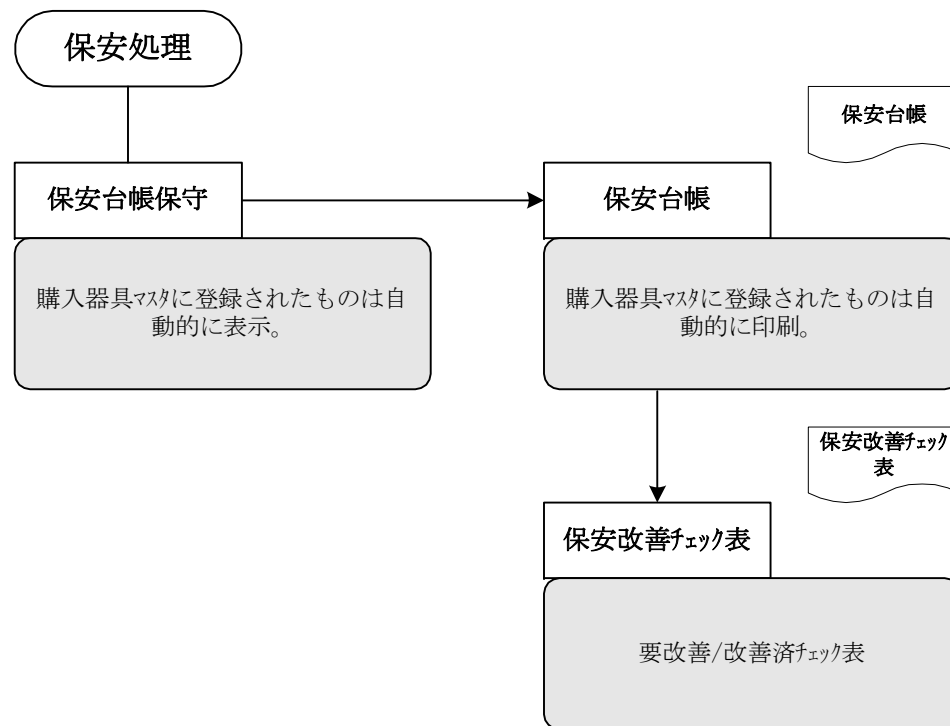 保安処理
保安台帳
保安台帳保守
保安台帳
購入器具ﾏｽﾀに登録されたものは自
動的に表示。
購入器具ﾏｽﾀに登録されたものは自
動的に印刷。
保安改善ﾁｪｯｸ
表
保安改善ﾁｪｯｸ表
要改善/改善済ﾁｪｯｸ表